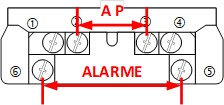 A P
① ② ③ ④
ALARME
⑥ ⑤